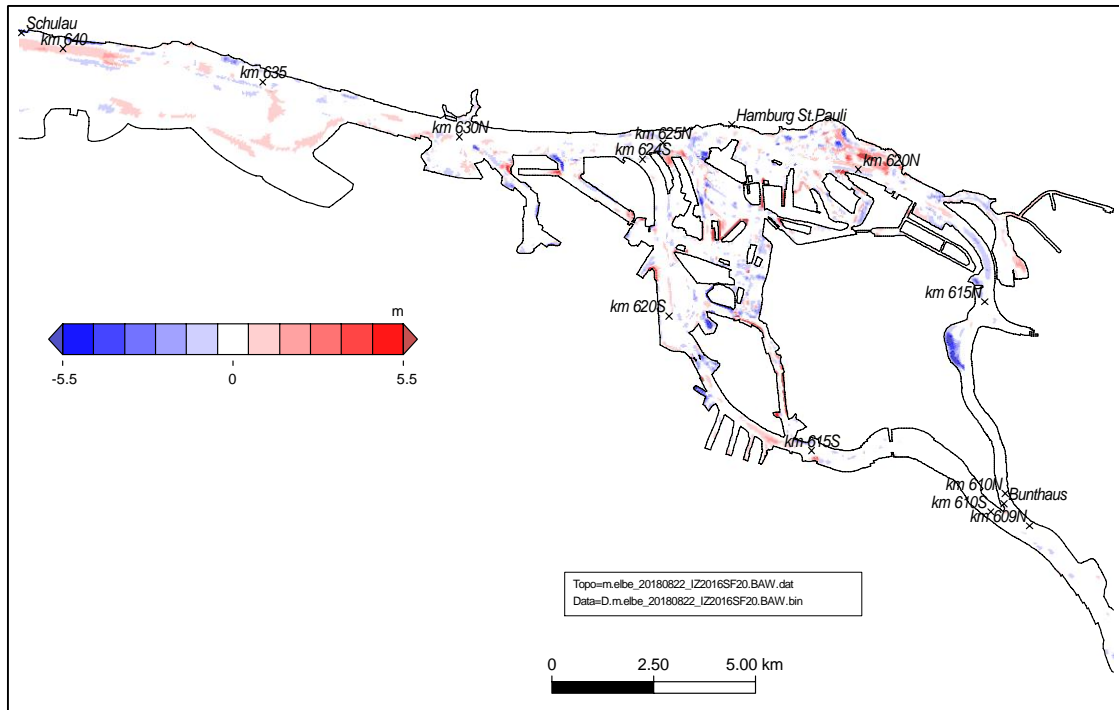 Schulau
km 640
km 635
km 630N
Hamburg St.Pauli
km 625N
km 624S
km 620N
km 615N
km 620S
m
-5.5
0
5.5
km 615S
km 610N
Bunthaus
km 610S
km 609N
Topo=m.elbe_20180822_IZ2016SF20.BAW.dat
Data=D.m.elbe_20180822_IZ2016SF20.BAW.bin
0 2.50 5.00 km